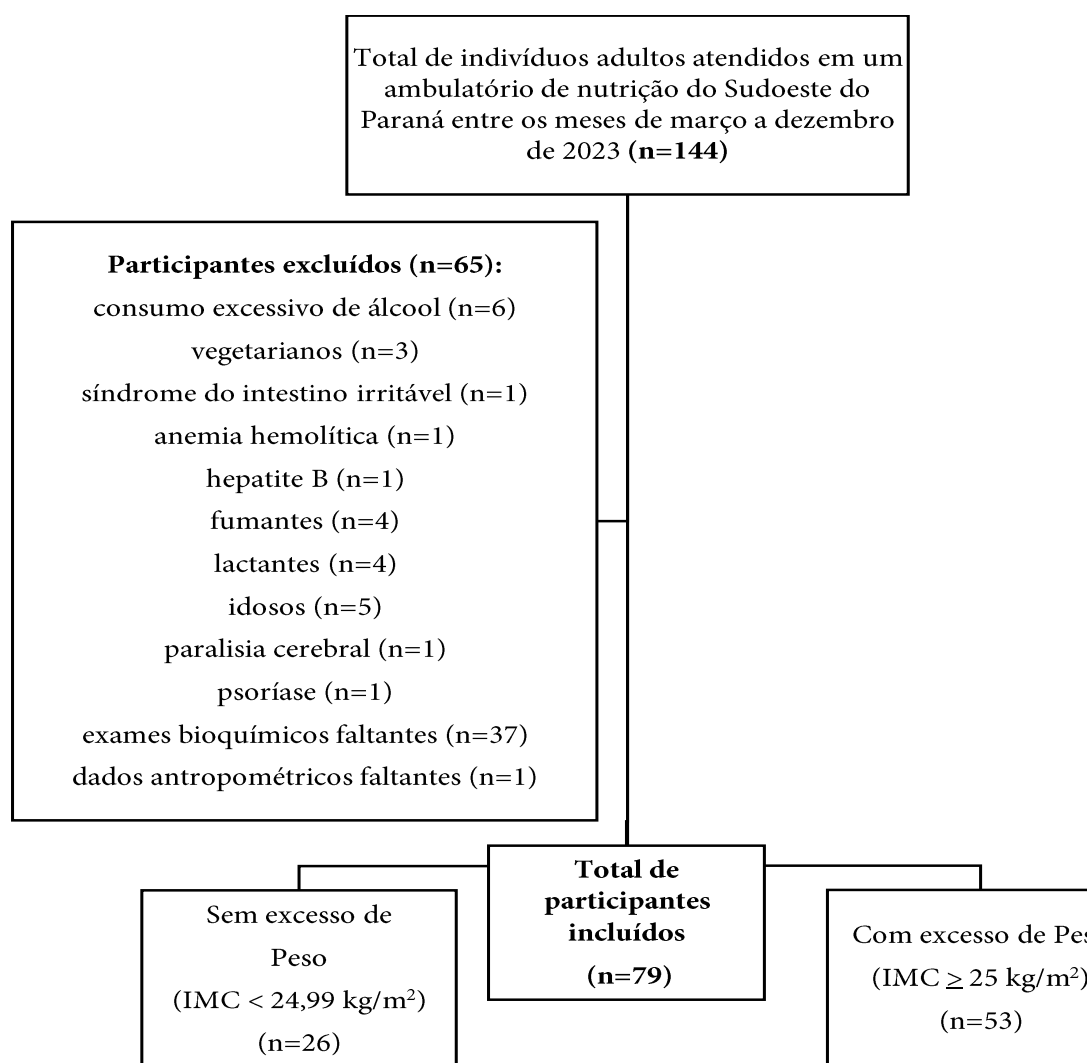 Total de indivíduos adultos atendidos em um
ambulatório de nutrição do Sudoeste do
Paraná entre os meses de março a dezembro
de 2023 (n=144)
Participantes excluídos (n=65):
consumo excessivo de álcool (n=6)
vegetarianos (n=3)
síndrome do intestino irritável (n=1)
anemia hemolítica (n=1)
hepatite B (n=1)
fumantes (n=4)
lactantes (n=4)
idosos (n=5)
paralisia cerebral (n=1)
psoríase (n=1)
exames bioquímicos faltantes (n=37)
dados antropométricos faltantes (n=1)
Total de
participantes
incluídos
(n=79)
Sem excesso de
Peso
(IMC < 24,99 kg/m²)
(n=26)
Com excesso de Pes
(IMC ≥ 25 kg/m²)
(n=53)